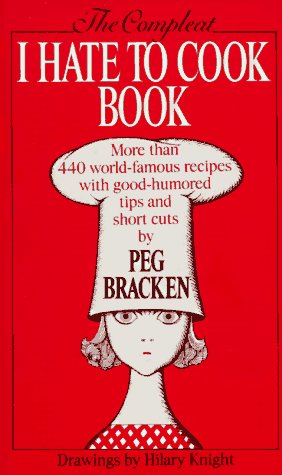 The Compleat
I HATE TO COOK
BOOK
More than
440 world-famous recipes
with good-humored
tips and
short cuts
by
PEG
BRACKEN
Drawings by Hilary Knight